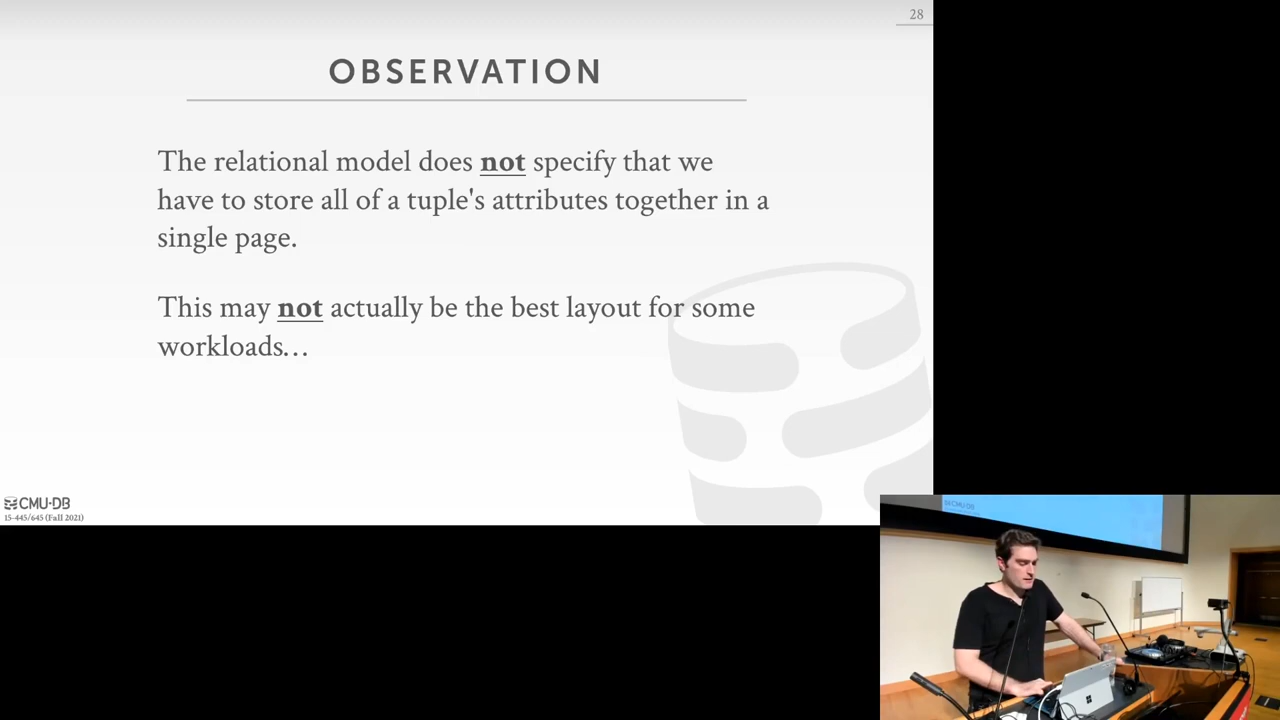 28
OBSERVATION
The relational model does not specify that we
have to store all of a tuple's attributes together in a
single page.
This may not actually be the best layout for some
workloads…
CMU·DB
15-445/645 (Fall 2021)
CMU·DB